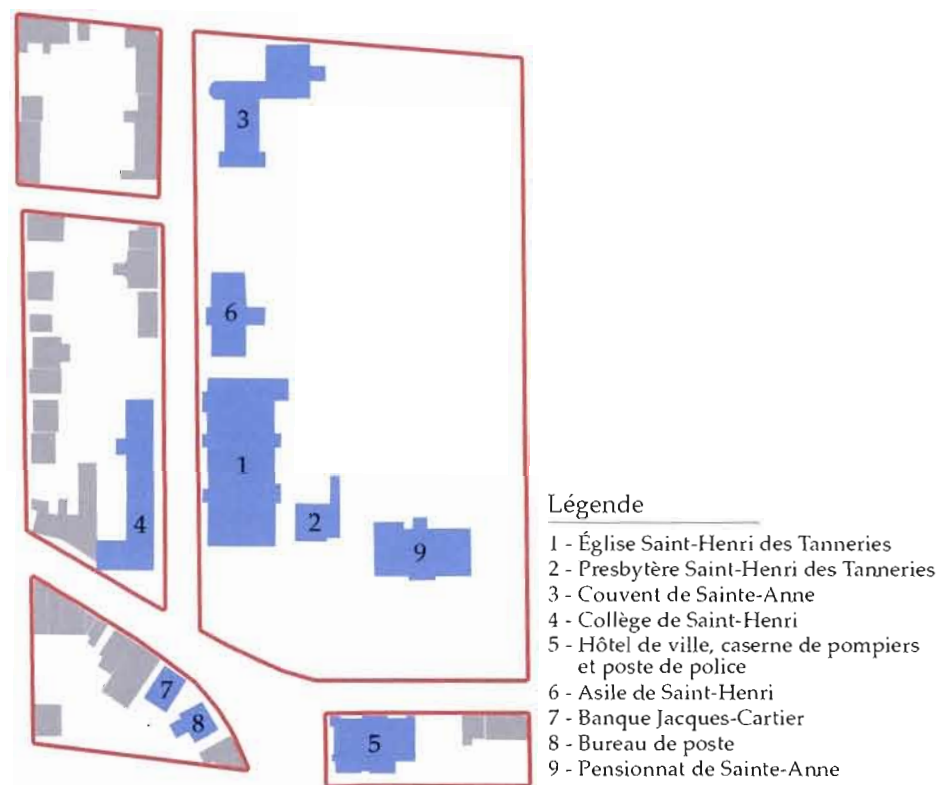 3
6
1
4
2
9
7
8
5
Légende
1 - Église Saint-Henri des Tanneries
2 - Presbytère Saint-Henri des Tanneries
3 - Couvent de Sainte-Anne
4 - Collège de Saint-Henri
5 - Hôtel de ville, caserne de pompiers
et poste de police
6 - Asile de Saint-Henri
7 - Banque Jacques-Cartier
8 - Bureau de poste
9 - Pensionnat de Sainte-Anne